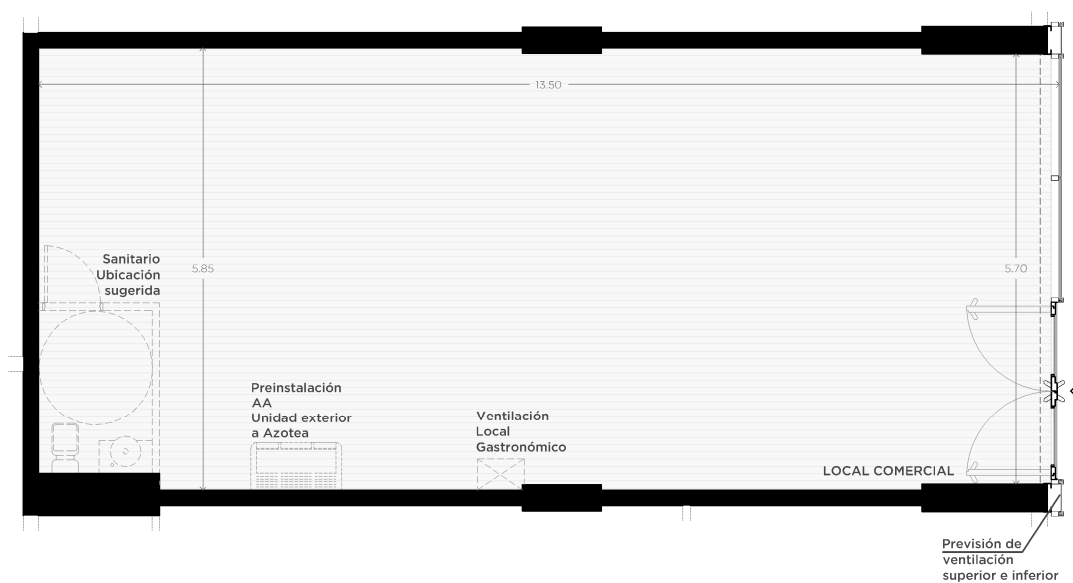 13.50
Sanitario
Ubicación
sugerida
5.85
5.70
Preinstalación
AA
Unidad exterior
a Azotea
Ventilación
Local
Gastronómico
LOCAL COMERCIAL
Previsión de
ventilación
superior e inferior